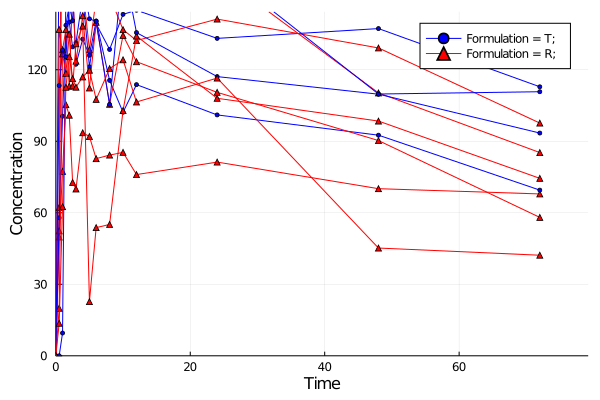 Formulation = T;
Formulation = R;
120
90
60
30
0
0 20 40 60
Concentration
Time